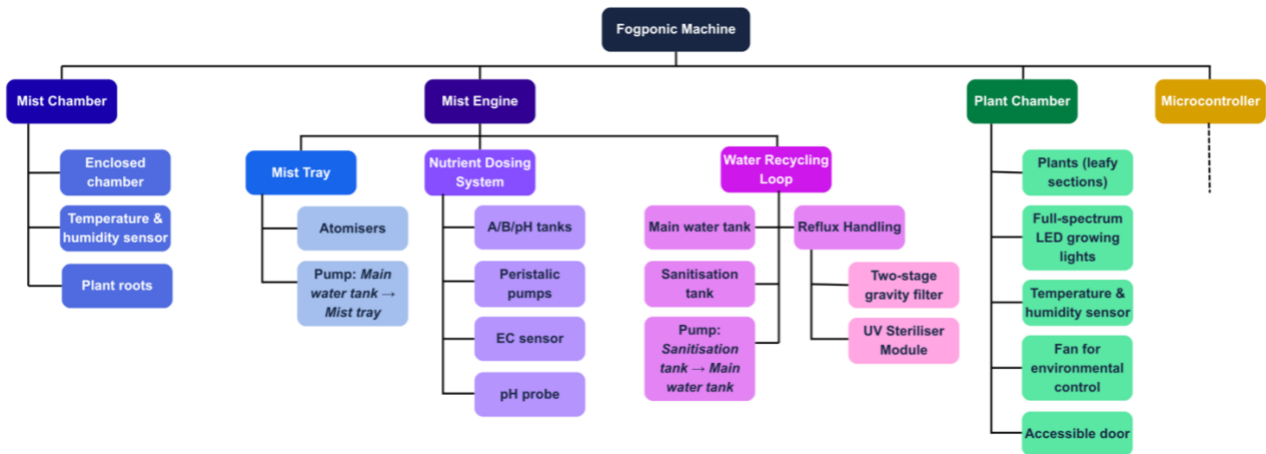 Fogponic Machine
Mist Chamber
Mist Engine
Plant Chamber
Microcontroller
Enclosed
chamber
Temperature &
humidity sensor
Plant roots
Mist Tray
Atomisers
Pump: Main
water tank →
Mist tray
Nutrient Dosing
System
A/B/pH tanks
Peristalic
pumps
EC sensor
pH probe
Water Recycling
Loop
Main water tank
Sanitisation
tank
Pump:
Sanitisation
tank → Main
water tank
Reflux Handling
Two-stage
gravity filter
UV Steriliser
Module
Plants (leafy
sections)
Full-spectrum
LED growing
lights
Temperature &
humidity sensor
Fan for
environmental
control
Accessible door